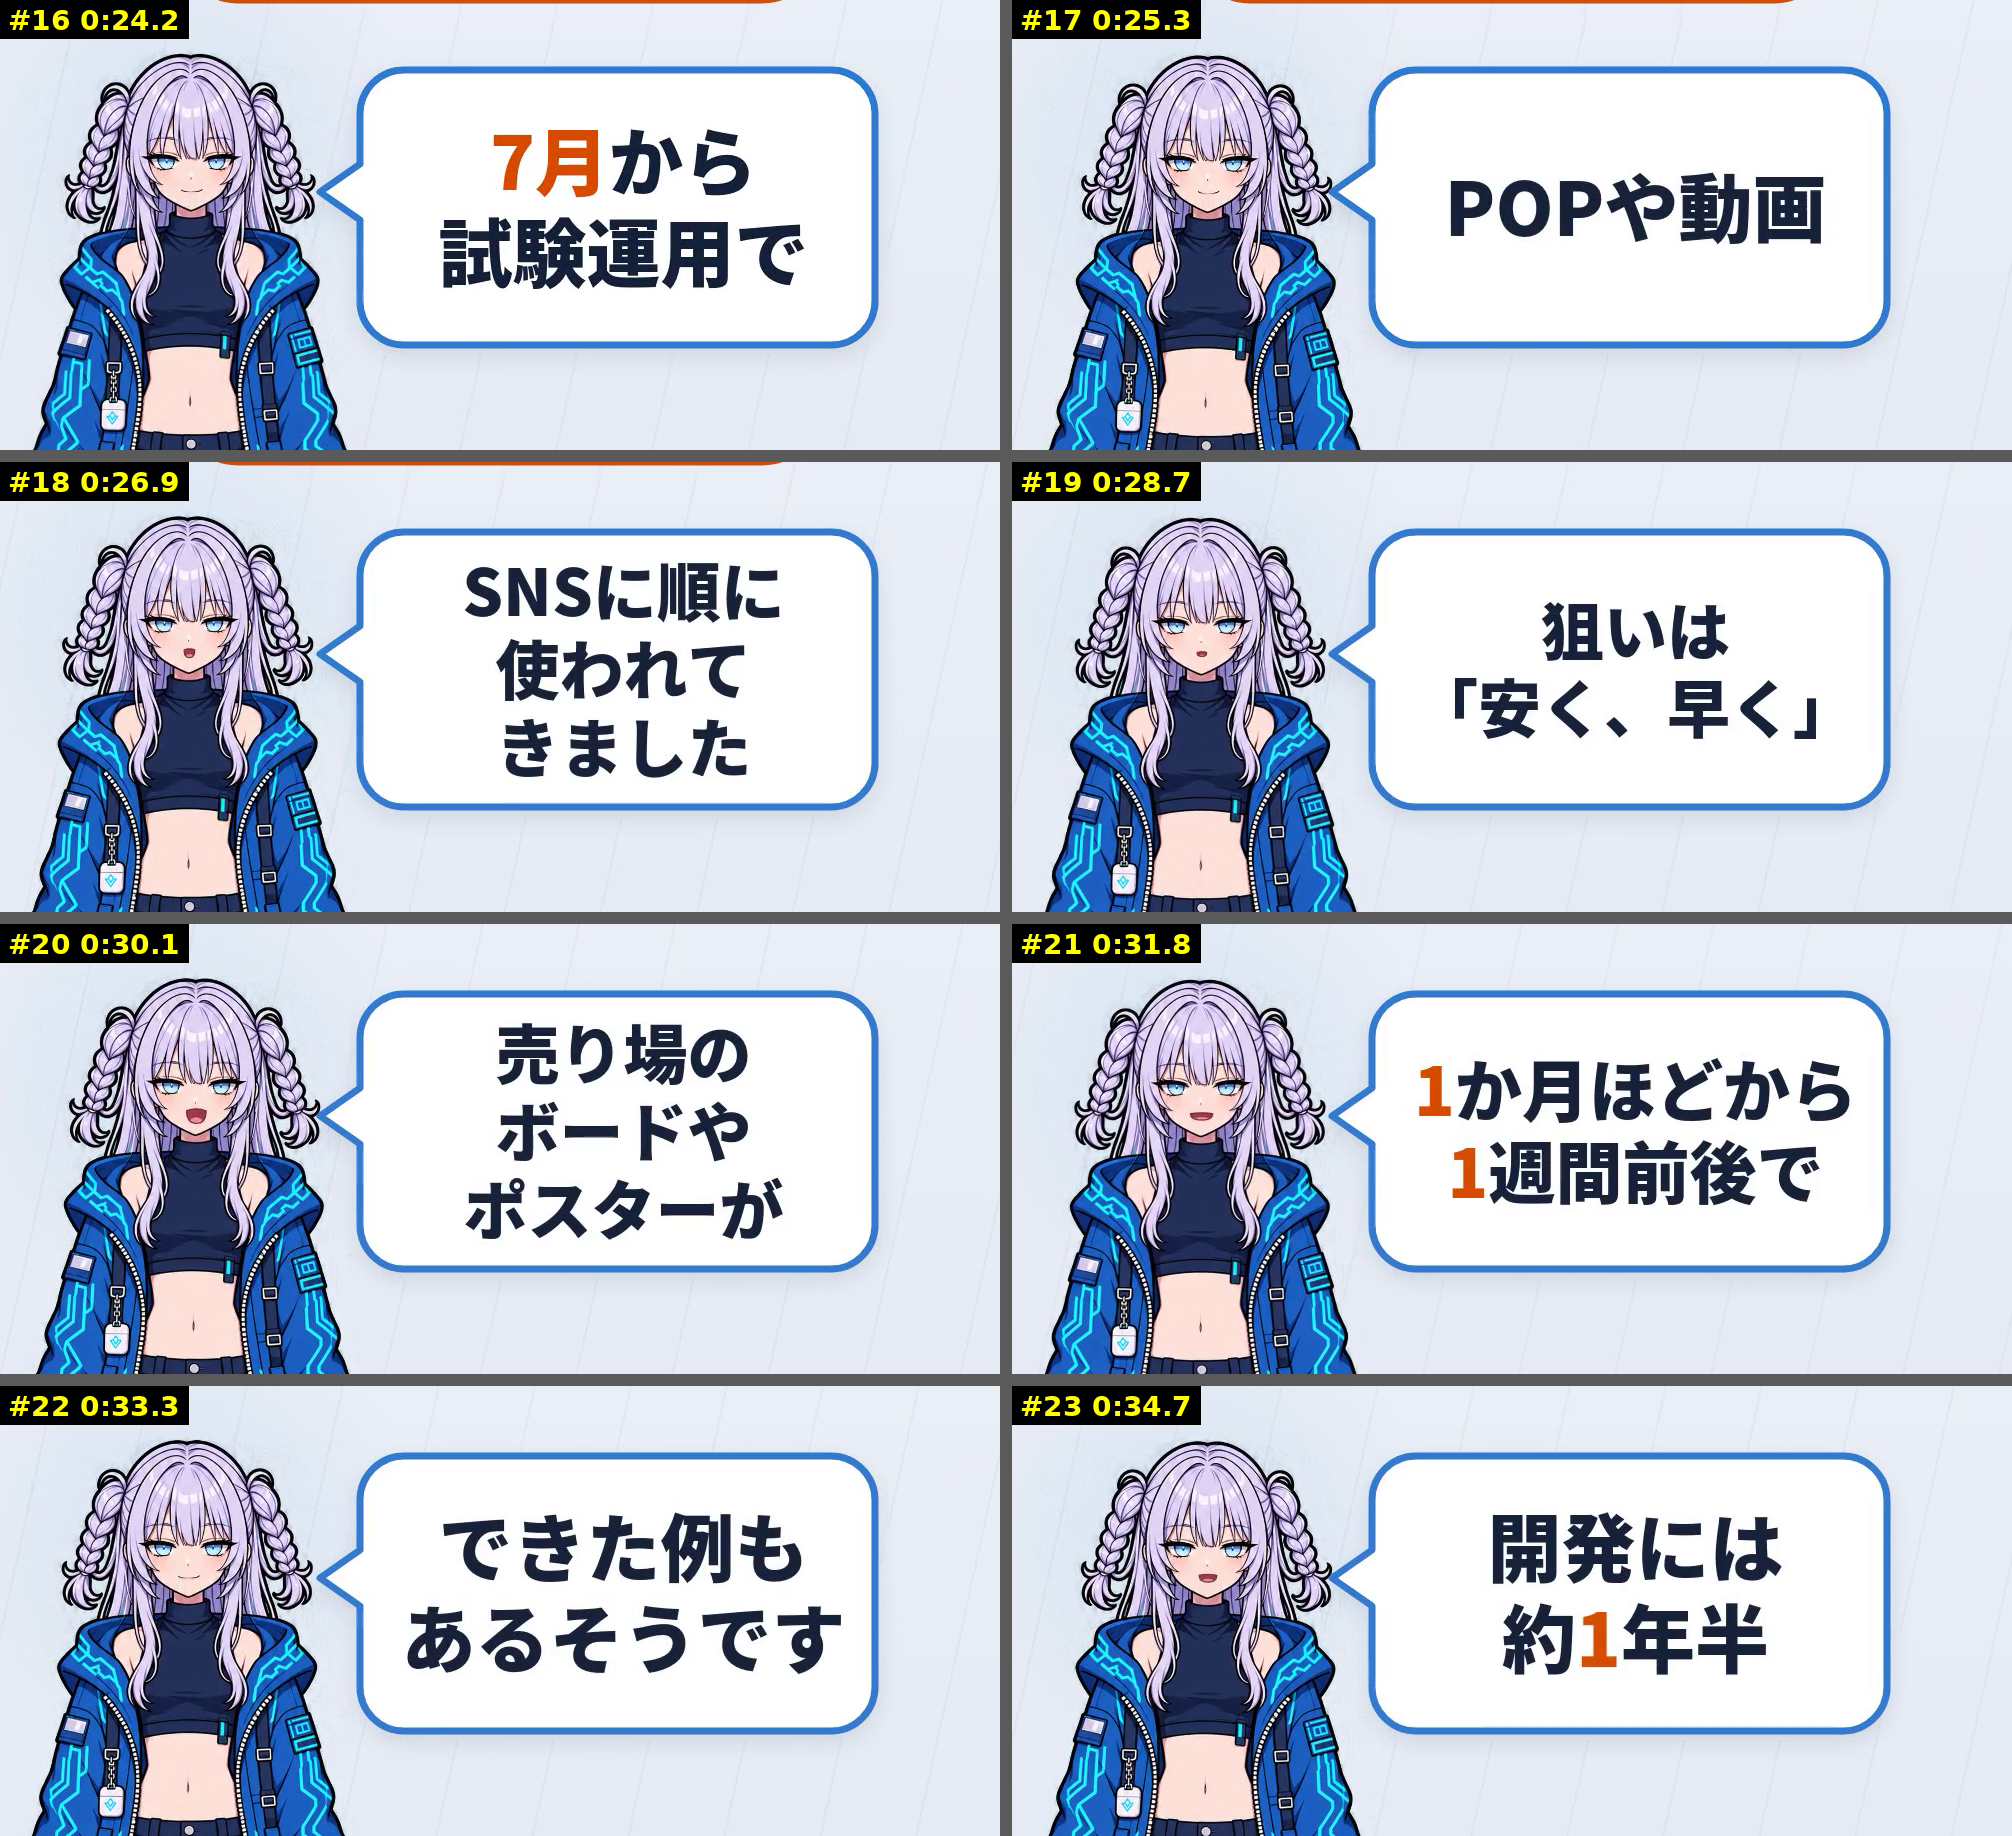 #16 0:24.2
7月から
試験運用で
#17 0:25.3
POPや動画
#18 0:26.9
SNSに順に
使われて
きました
#19 0:28.7
狙いは
「安く、早く」
#20 0:30.1
売り場の
ボードや
ポスターが
#21 0:31.8
1か月ほどから
1週間前後で
#22 0:33.3
できた例も
あるそうです
#23 0:34.7
開発には
約1年半